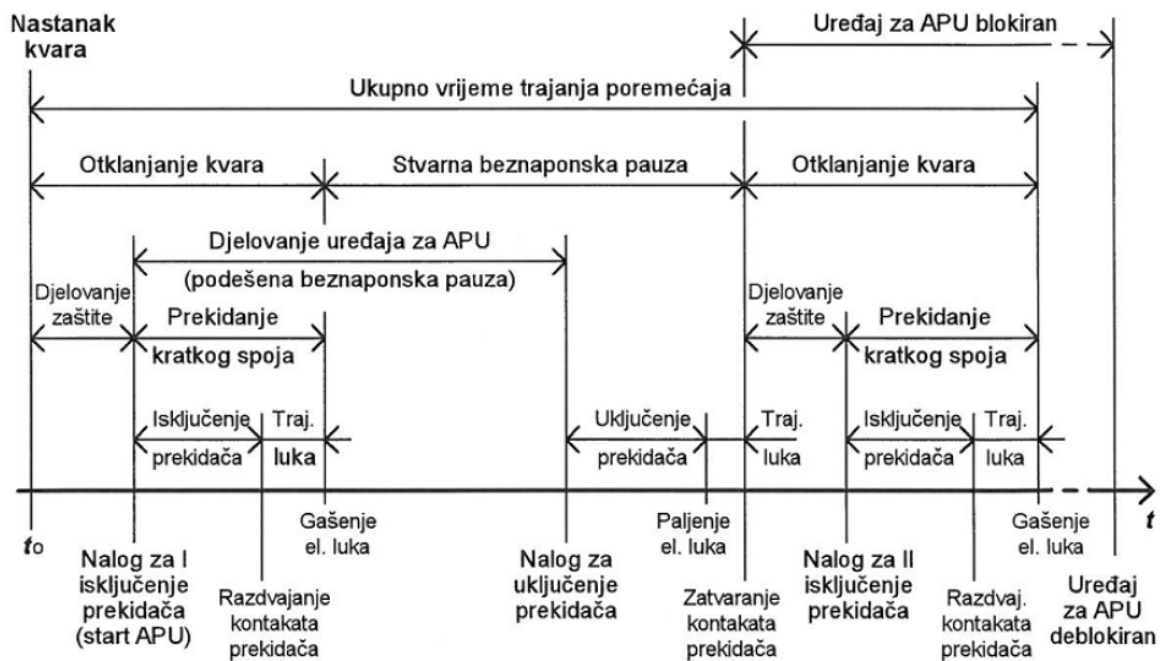 Nastanak
kvara
Uređaj za APU blokiran
Ukupno vrijeme trajanja poremećaja
Otklanjanje kvara
Stvarna beznaponska pauza
Otklanjanje kvara
Djelovanje uređaja za APU
(podešena beznaponska pauza)
Djelovanje
zaštite
Prekidanje
kratkog spoja
Djelovanje
zaštite
Prekidanje
kratkog spoja
Isključenje
prekidača
Traj.
luka
Uključenje
prekidača
Traj.
luka
Isključenje
prekidača
Traj.
luka
to
Nalog za I
isključenje
prekidača
(start APU)
Razdvajanje
kontakata
prekidača
Gašenje
el. luka
Nalog za
uključenje
prekidača
Paljenje
el. luka
Zatvaranje
kontakata
prekidača
Nalog za II
isključenje
prekidača
Razdvaj.
kontakata
prekidača
Gašenje
el. luka
Uređaj
za APU
deblokiran
t